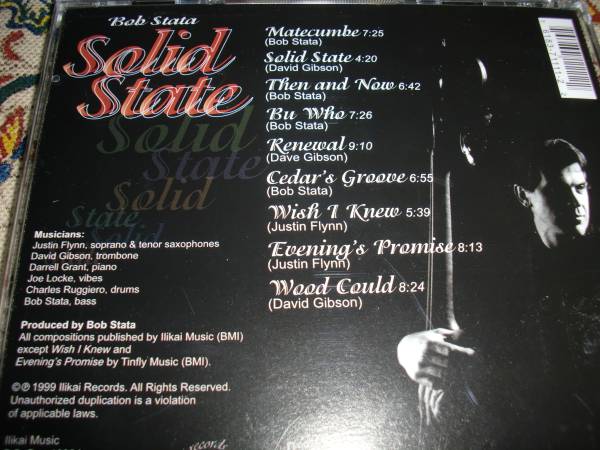 Bob Stata
Solid
State
Solid
State
Solid
State
Solid
Matecumbe 7:25
(Bob Stata)
Solid State 4:20
(David Gibson)
Then and Now 6:42
(Bob Stata)
Bu Who 7:26
(Bob Stata)
Renewal 9:10
(Dave Gibson)
Cedar's Groove 6:55
(Bob Stata)
Wish I Knew 5:39
(Justin Flynn)
Evening's Promise 8:13
(Justin Flynn)
Wood Could 8:24
(David Gibson)
Musicians:
Justin Flynn, soprano & tenor saxophones
David Gibson, trombone
Darrell Grant, piano
Joe Locke, vibes
Charles Ruggiero, drums
Bob Stata, bass
Produced by Bob Stata
All compositions published by Ilikai Music (BMI)
except Wish I Knew and
Evening's Promise by Tinfly Music (BMI).
©℗ 1999 Ilikai Records. All Rights Reserved.
Unauthorized duplication is a violation
of applicable laws.
Ilikai Music
records